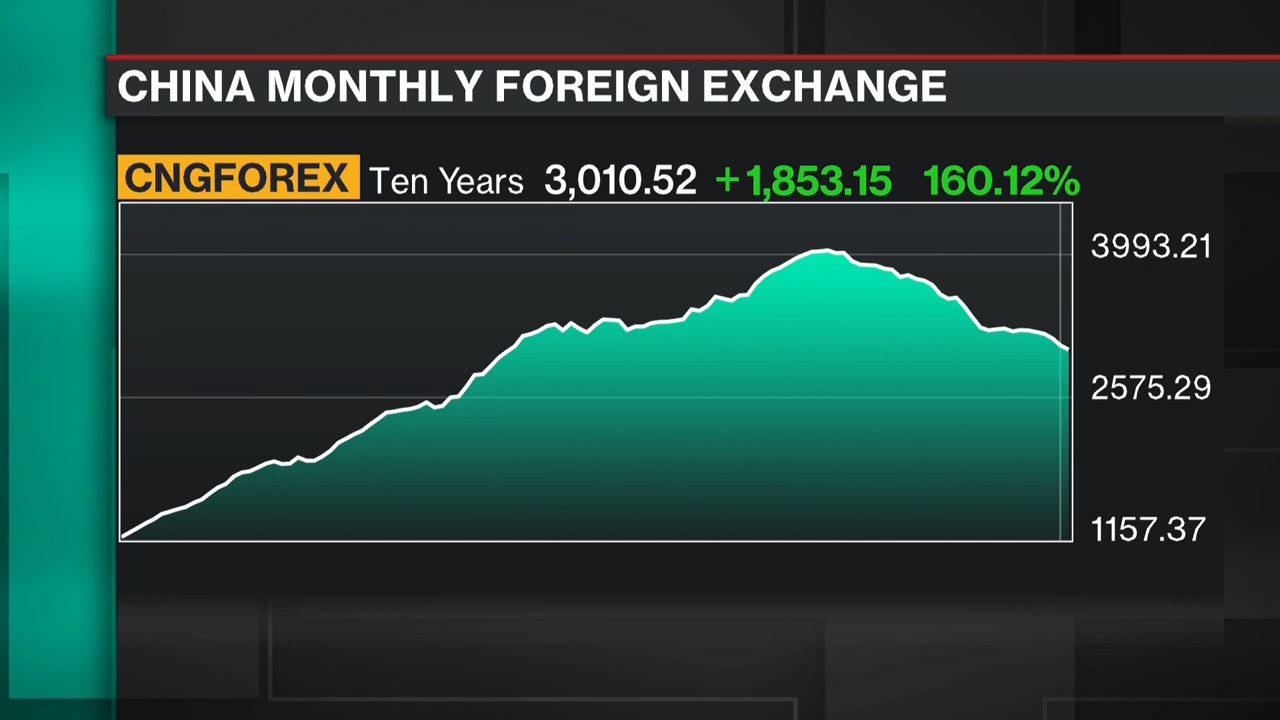 CHINA MONTHLY FOREIGN EXCHANGE
CNGFOREX Ten Years 3,010.52 +1,853.15 160.12%
3993.21
2575.29
1157.37